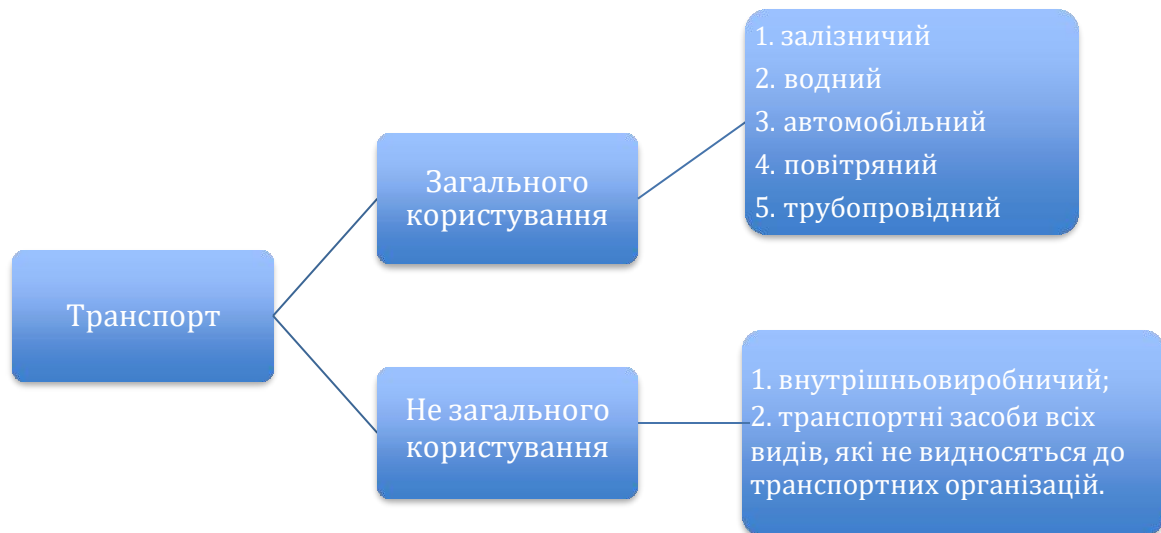 Транспорт
Загального
користування
1. залізничий
2. водний
3. автомобільний
4. повітряний
5. трубопровідний
Не загального
користування
1. внутрішньовиробничий;
2. транспортні засоби всіх
видів, які не видносяться до
транспортних організацій.